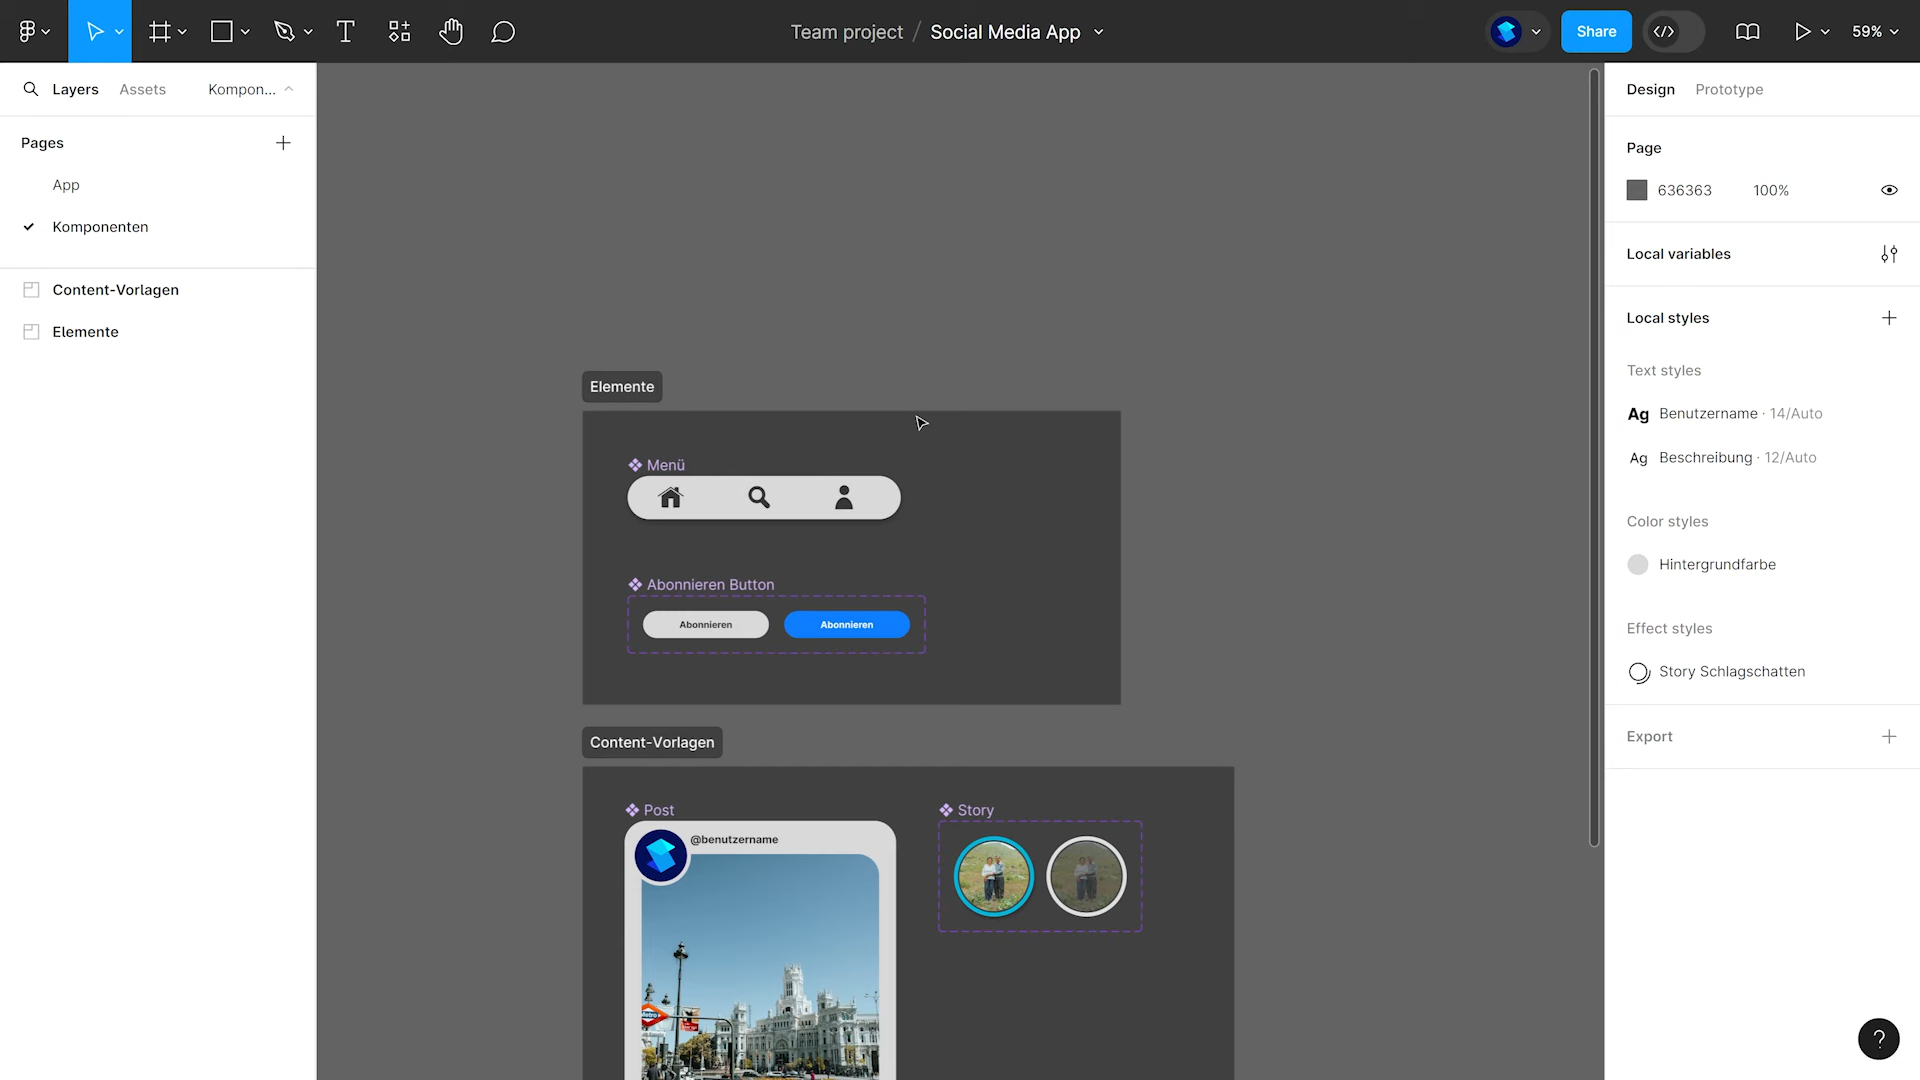 Team project / Social Media App
Share
59%
Layers
Assets
Kompon...
Pages
App
Komponenten
Content-Vorlagen
Elemente
Elemente
Menü
Abonnieren Button
Abonnieren
Abonnieren
Content-Vorlagen
Post
@benutzername
Metro
Story
Design
Prototype
Page
636363
100%
Local variables
Local styles
Text styles
Ag Benutzername · 14/Auto
Ag Beschreibung · 12/Auto
Color styles
Hintergrundfarbe
Effect styles
Story Schlagschatten
Export
?